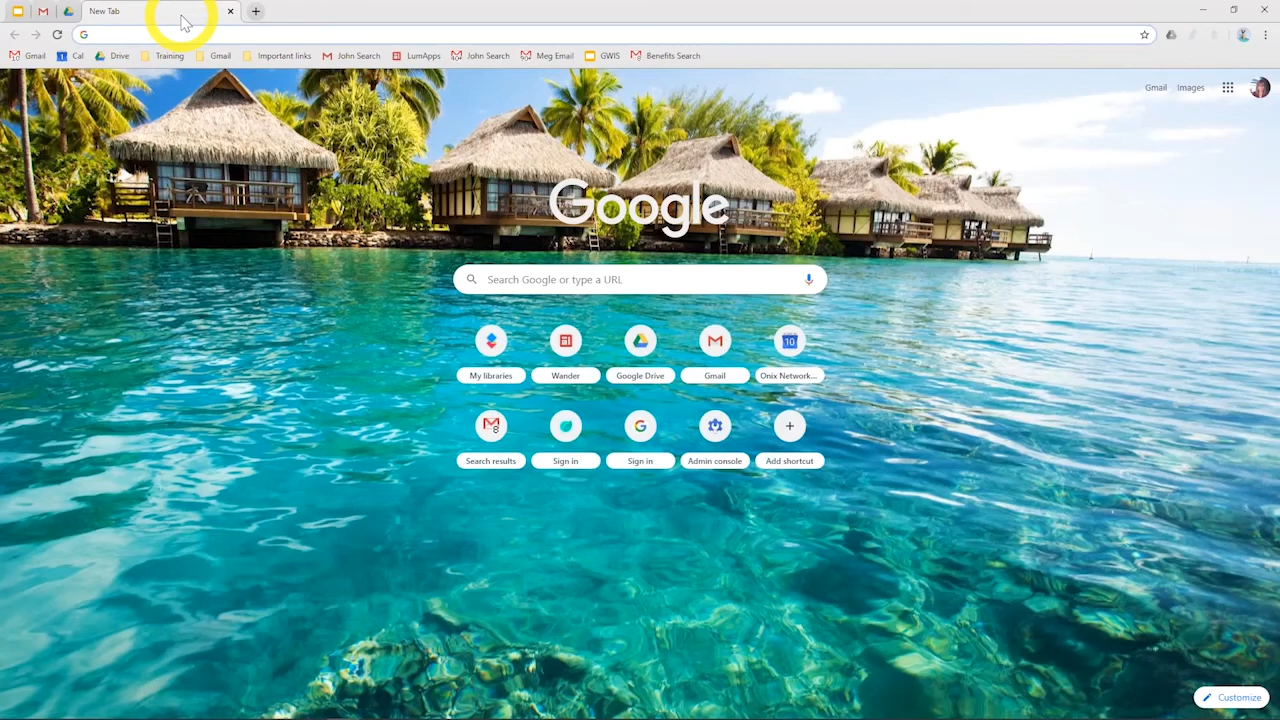 New Tab
Gmail Cal Drive Training Gmail Important links John Search LumApps John Search Meg Email GWIS Benefits Search
Gmail Images
Google
Search Google or type a URL
10
My libraries Wander Google Drive Gmail Onix Network...
8
Search results Sign in Sign in Admin console Add shortcut
Customize